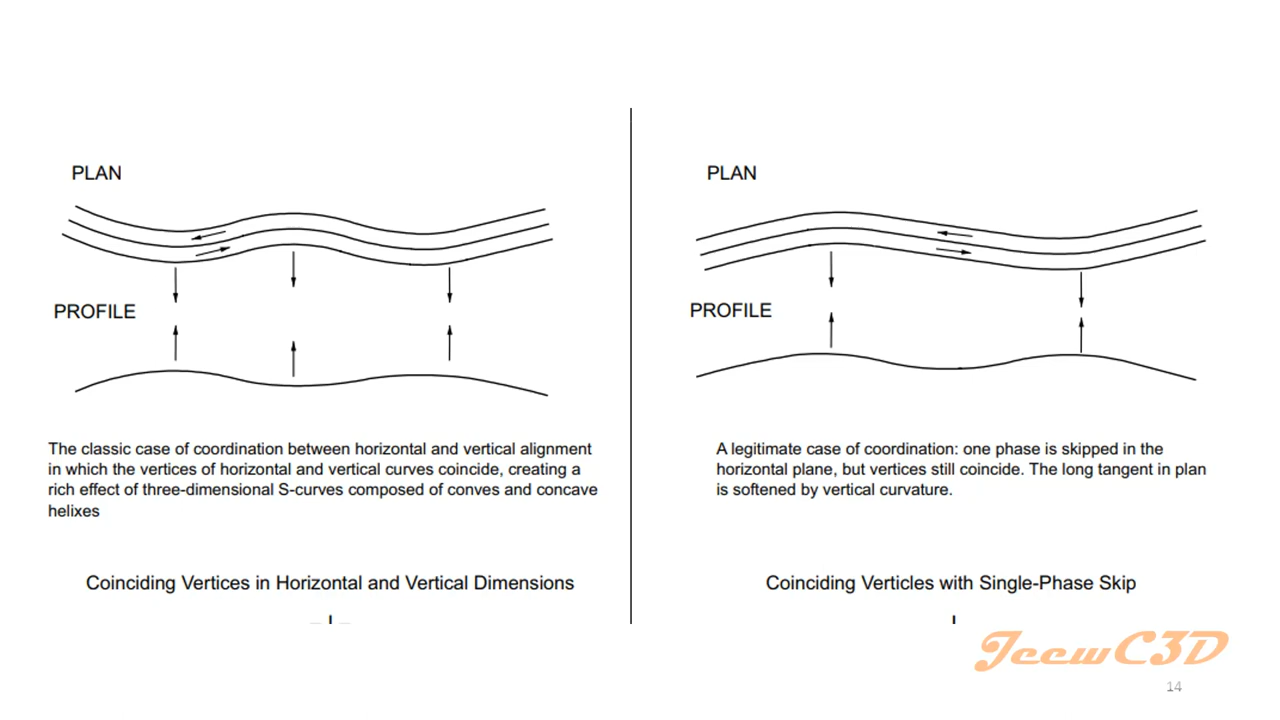 PLAN
PROFILE
The classic case of coordination between horizontal and vertical alignment
in which the vertices of horizontal and vertical curves coincide, creating a
rich effect of three-dimensional S-curves composed of conves and concave
helixes
Coinciding Vertices in Horizontal and Vertical Dimensions
PLAN
PROFILE
A legitimate case of coordination: one phase is skipped in the
horizontal plane, but vertices still coincide. The long tangent in plan
is softened by vertical curvature.
Coinciding Verticles with Single-Phase Skip
JeewC3D
14